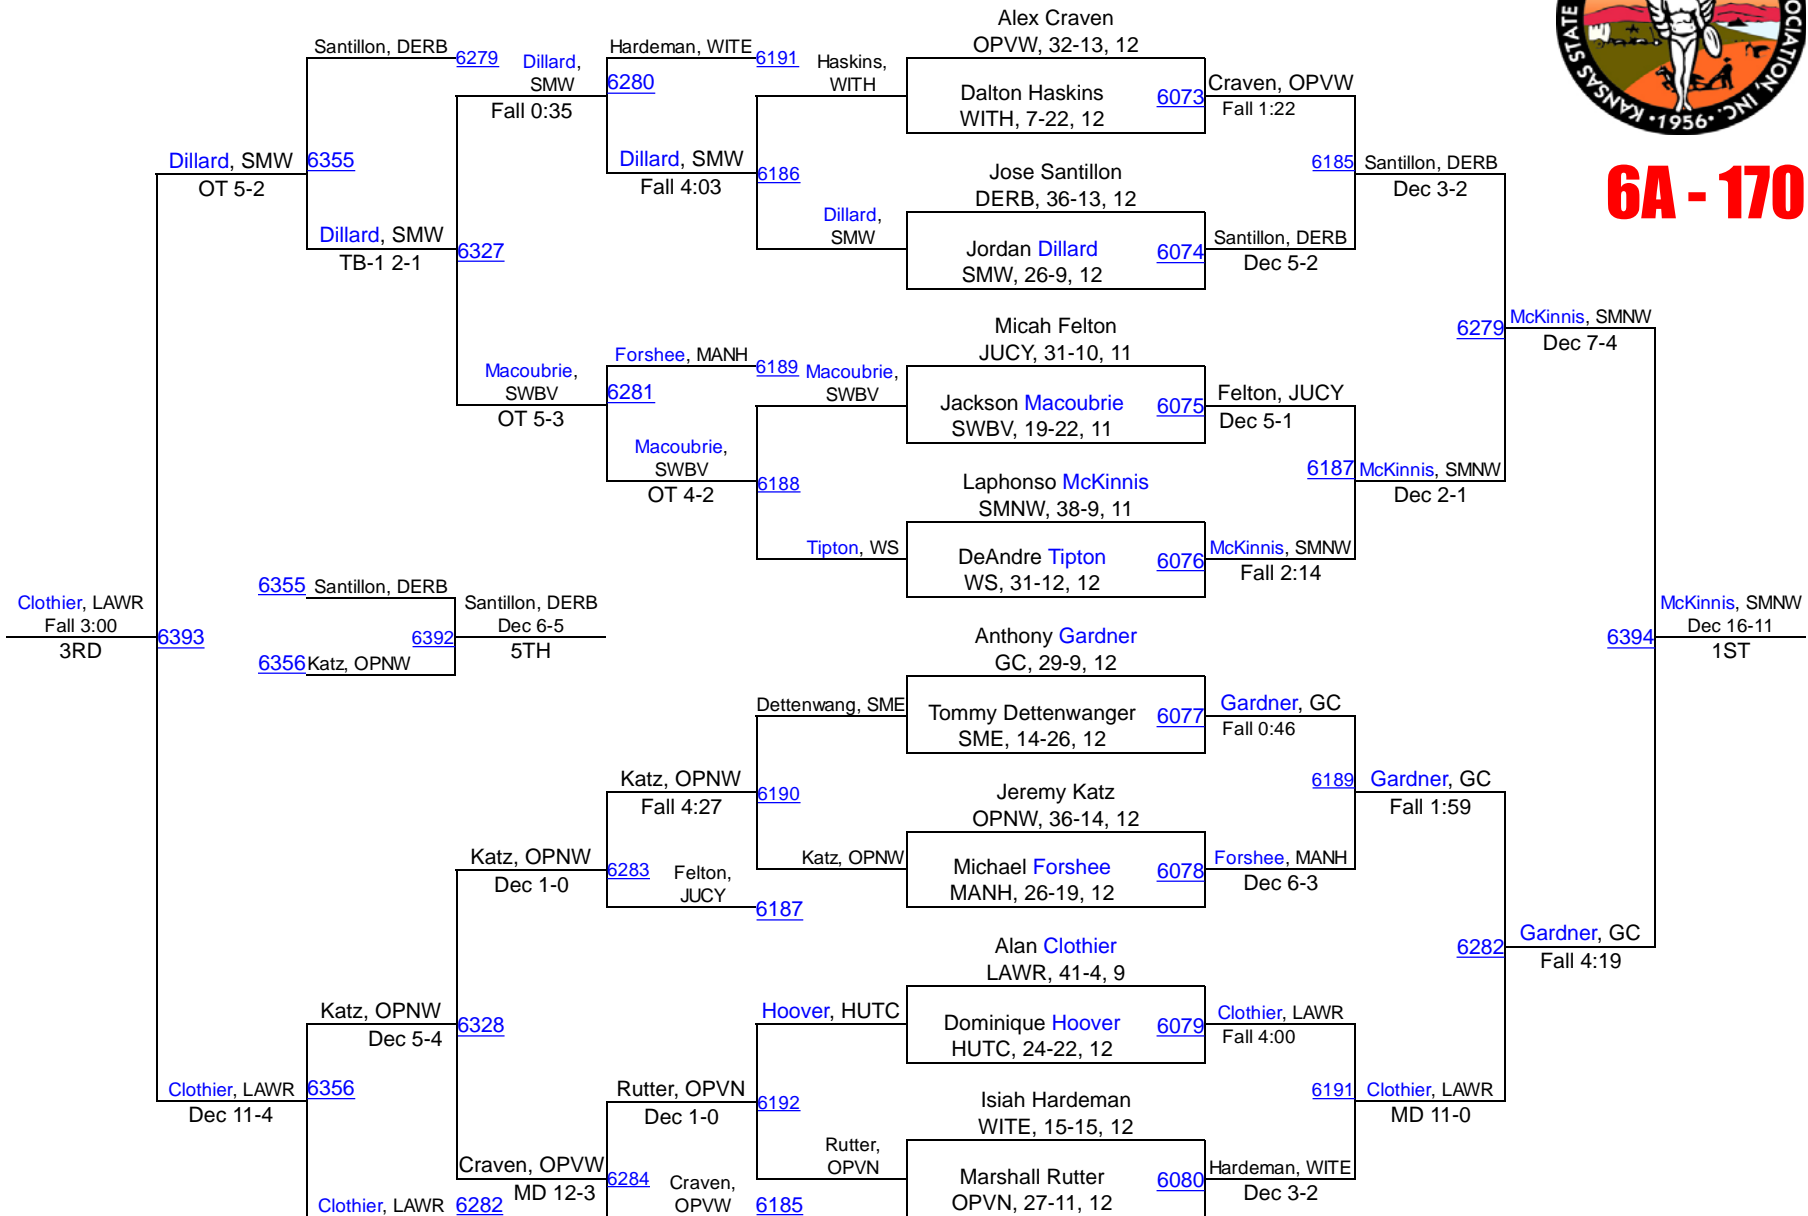 Alex Craven
OPVW, 32-13, 12
Santillon, DERB
6279
Dillard,
SMW
Fall 0:35
Hardeman, WITE
6191
6280
Haskins,
WITH
Dalton Haskins
WITH, 7-22, 12
6073
Craven, OPVW
Fall 1:22
KANSAS STATE
OCIATION, INC.
•1956•
6A - 170
Dillard, SMW
OT 5-2
6355
Dillard, SMW
Fall 4:03
6186
Jose Santillon
DERB, 36-13, 12
6185
Santillon, DERB
Dec 3-2
Dillard, SMW
TB-1 2-1
6327
Dillard,
SMW
Jordan Dillard
SMW, 26-9, 12
6074
Santillon, DERB
Dec 5-2
Micah Felton
JUCY, 31-10, 11
6279
McKinnis, SMNW
Dec 7-4
Macoubrie,
SWBV
OT 5-3
Forshee, MANH
6189
6281
Macoubrie,
SWBV
Jackson Macoubrie
SWBV, 19-22, 11
6075
Felton, JUCY
Dec 5-1
Macoubrie,
SWBV
OT 4-2
6188
Laphonso McKinnis
SMNW, 38-9, 11
6187
McKinnis, SMNW
Dec 2-1
Tipton, WS
DeAndre Tipton
WS, 31-12, 12
6076
McKinnis, SMNW
Fall 2:14
Clothier, LAWR
Fall 3:00
3RD
6393
6355
Santillon, DERB
6392
Santillon, DERB
Dec 6-5
5TH
6356
Katz, OPNW
Anthony Gardner
GC, 29-9, 12
6394
McKinnis, SMNW
Dec 16-11
1ST
Dettenwang, SME
Tommy Dettenwanger
SME, 14-26, 12
6077
Gardner, GC
Fall 0:46
Katz, OPNW
Fall 4:27
6190
Jeremy Katz
OPNW, 36-14, 12
6189
Gardner, GC
Fall 1:59
Katz, OPNW
Dec 1-0
6283
Felton,
JUCY
6187
Katz, OPNW
Michael Forshee
MANH, 26-19, 12
6078
Forshee, MANH
Dec 6-3
Alan Clothier
LAWR, 41-4, 9
6282
Gardner, GC
Fall 4:19
Katz, OPNW
Dec 5-4
6328
Hoover, HUTC
Dominique Hoover
HUTC, 24-22, 12
6079
Clothier, LAWR
Fall 4:00
Clothier, LAWR
Dec 11-4
6356
Rutter, OPVN
Dec 1-0
6192
Isiah Hardeman
WITE, 15-15, 12
6191
Clothier, LAWR
MD 11-0
Craven, OPVW
MD 12-3
6284
Rutter,
OPVN
Marshall Rutter
OPVN, 27-11, 12
6080
Hardeman, WITE
Dec 3-2
Clothier, LAWR
6282
Craven,
OPVW
6185